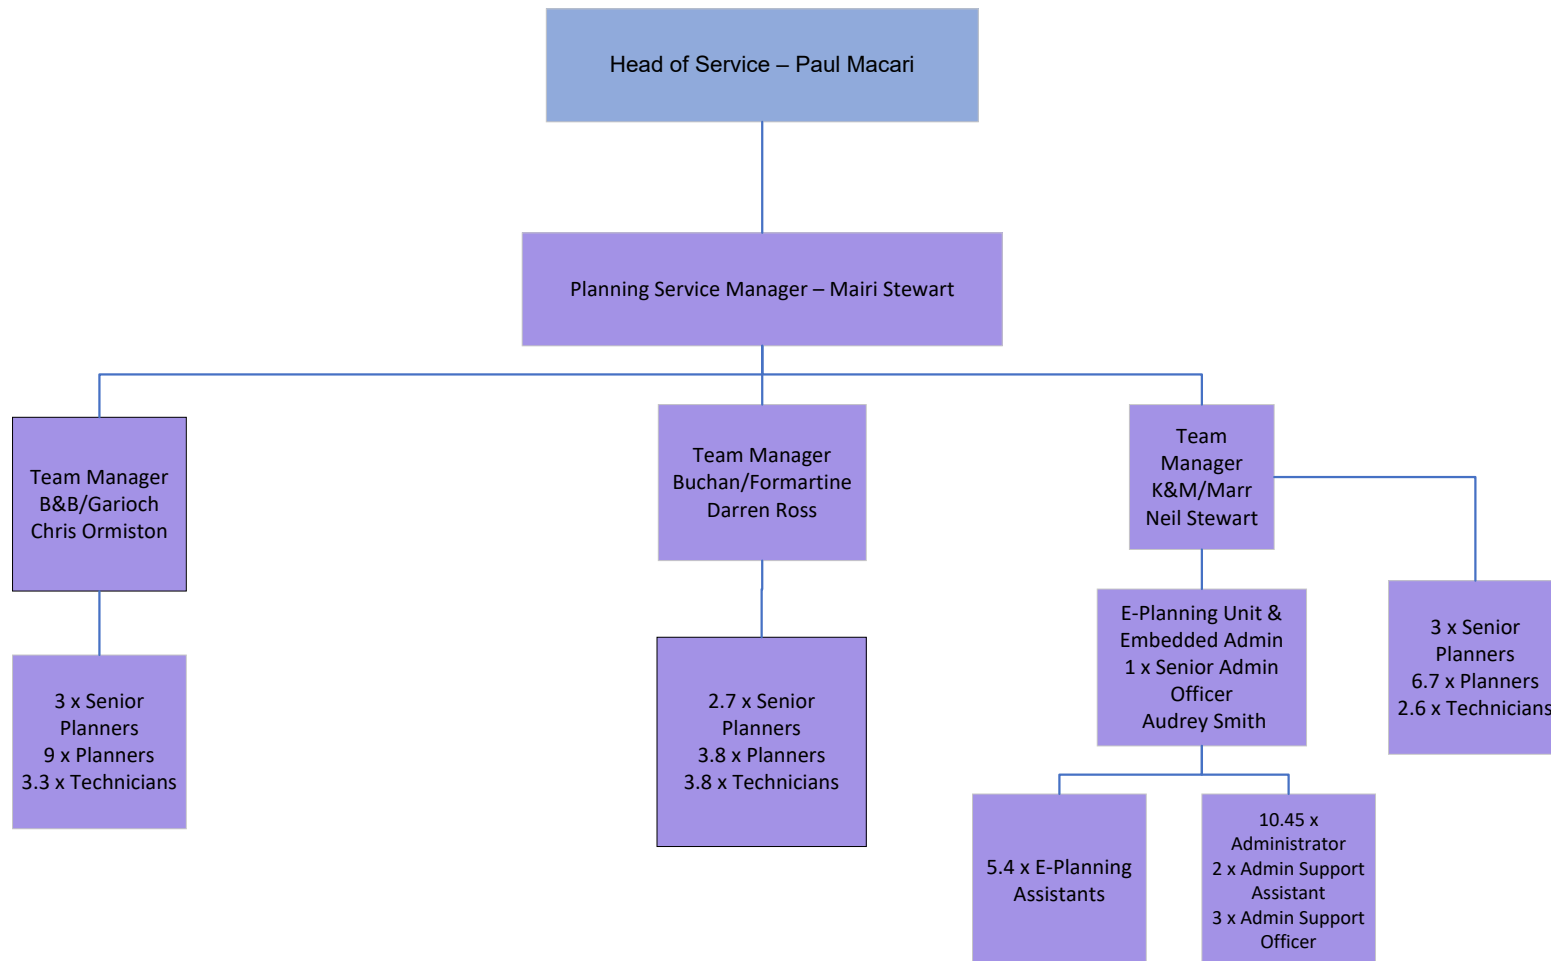 Head of Service – Paul Macari
Planning Service Manager – Mairi Stewart
Team Manager
B&B/Garioch
Chris Ormiston
Team Manager
Buchan/Formartine
Darren Ross
Team
Manager
K&M/Marr
Neil Stewart
3 x Senior
Planners
9 x Planners
3.3 x Technicians
2.7 x Senior
Planners
3.8 x Planners
3.8 x Technicians
E-Planning Unit &
Embedded Admin
1 x Senior Admin
Officer
Audrey Smith
3 x Senior
Planners
6.7 x Planners
2.6 x Technicians
5.4 x E-Planning
Assistants
10.45 x
Administrator
2 x Admin Support
Assistant
3 x Admin Support
Officer